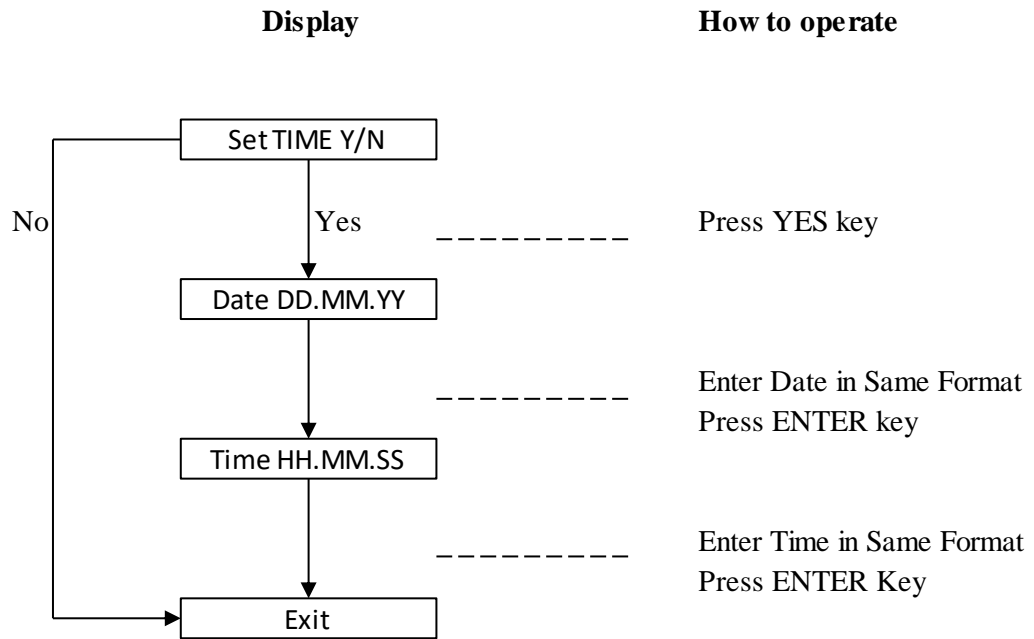 Display
How to operate
Set TIME Y/N
No
Yes
Press YES key
Date DD.MM.YY
Enter Date in Same Format
Press ENTER key
Time HH.MM.SS
Enter Time in Same Format
Press ENTER Key
Exit